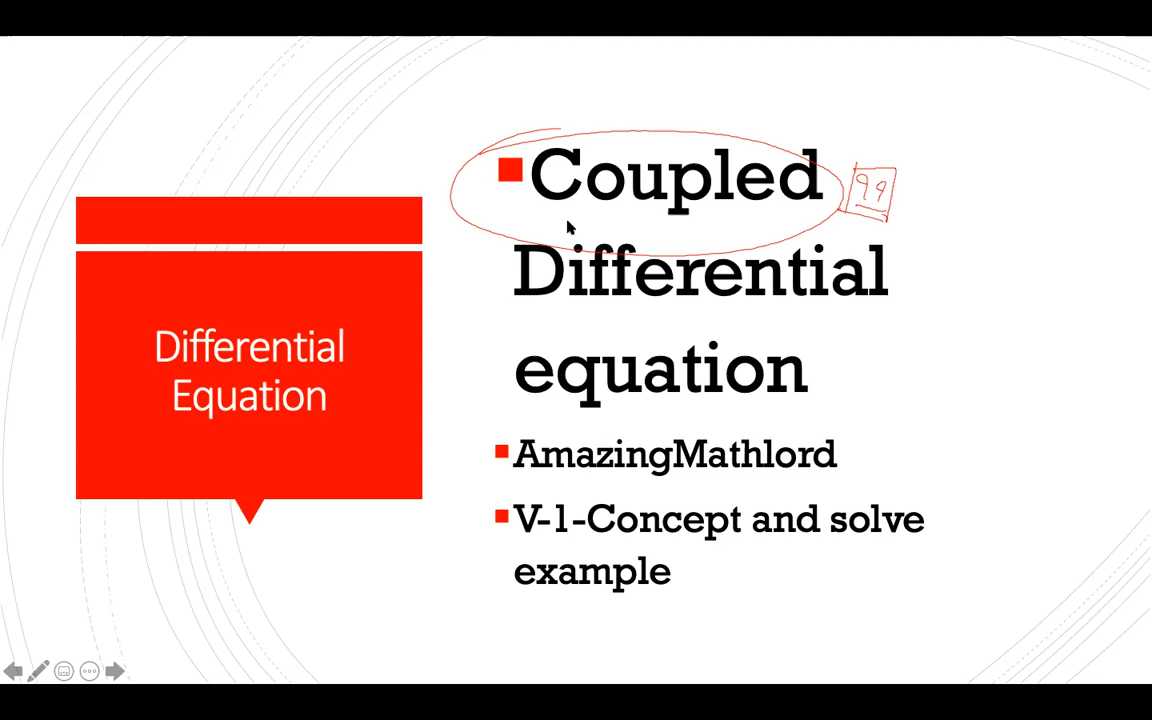 Differential
Equation
Coupled
Differential
equation
99
AmazingMathlord
V-1-Concept and solve
example